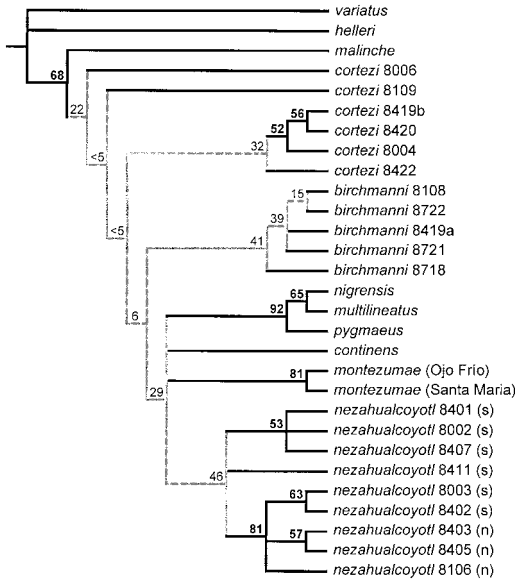 variatus
helleri
malinche
68
cortezi 8006
22
cortezi 8109
<5
cortezi 8419b
56
cortezi 8420
52
cortezi 8004
32
cortezi 8422
birchmanni 8108
15
birchmanni 8722
39
birchmanni 8419a
<5
41
birchmanni 8721
birchmanni 8718
nigrensis
65
multilineatus
6
92
pygmaeus
continens
29
montezumae (Ojo Frio)
81
montezumae (Santa Maria)
nezahualcoyotl 8401 (s)
53
nezahualcoyotl 8002 (s)
nezahualcoyotl 8407 (s)
46
nezahualcoyotl 8411 (s)
nezahualcoyotl 8003 (s)
63
nezahualcoyotl 8402 (s)
81
nezahualcoyotl 8403 (n)
57
nezahualcoyotl 8405 (n)
nezahualcoyotl 8106 (n)